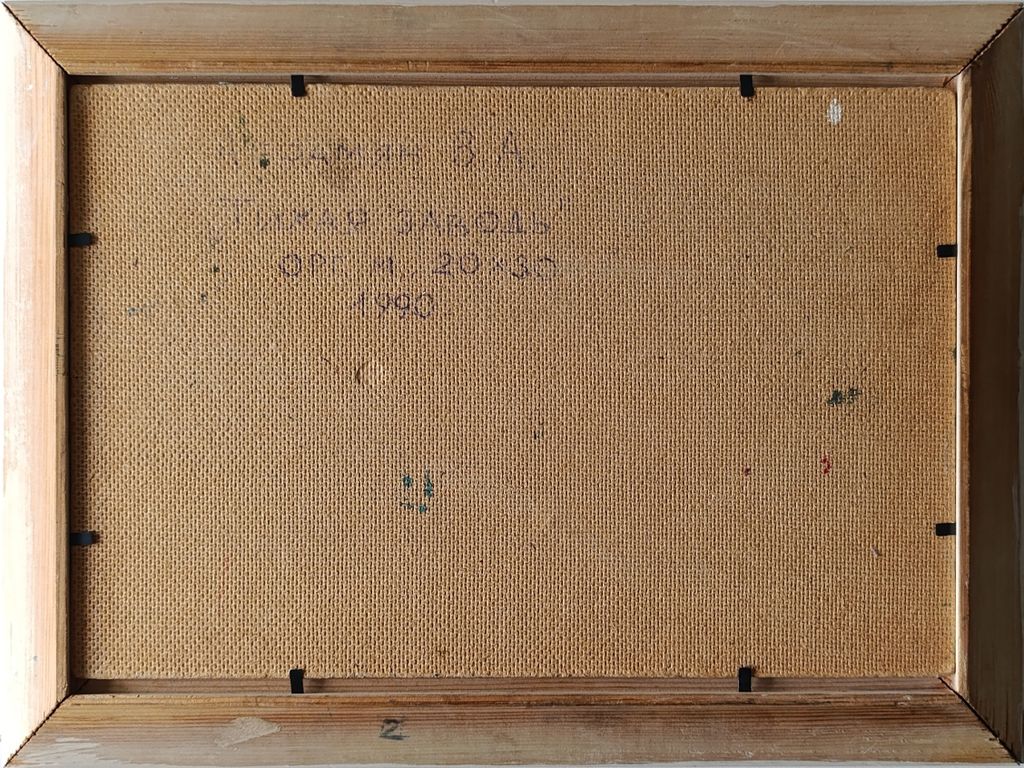 В А.
"Тихая заводь"
орг. м. 20×30
1990
2